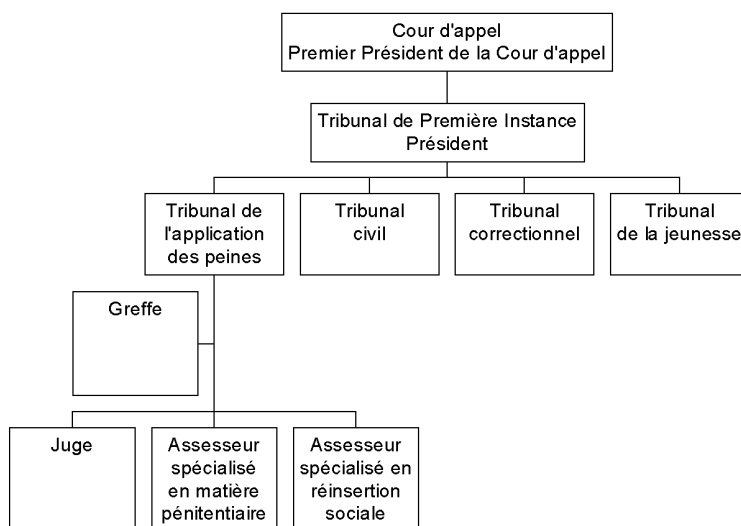 Cour d'appel
Premier Président de la Cour d'appel
Tribunal de Première Instance
Président
Tribunal de
l'application
des peines
Tribunal
civil
Tribunal
correctionnel
Tribunal
de la jeunesse
Greffe
Juge
Assesseur
spécialisé
en matière
pénitentiaire
Assesseur
spécialisé en
réinsertion
sociale